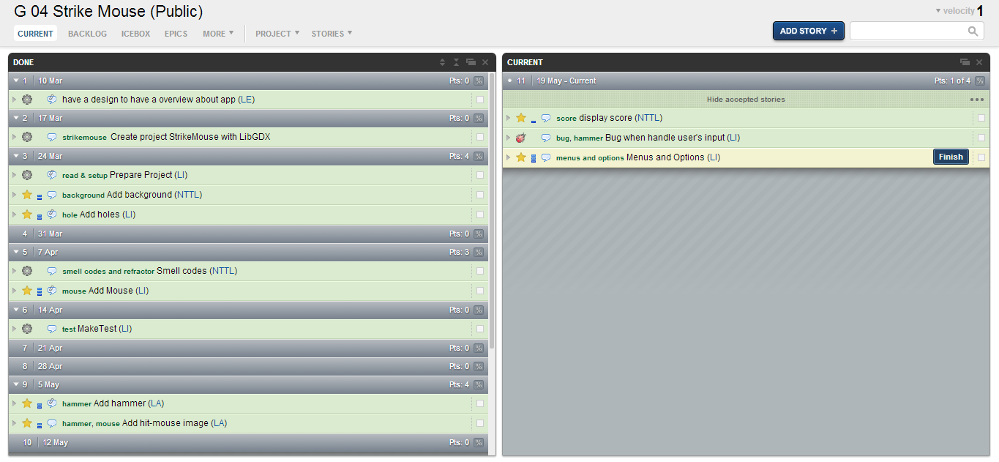 G 04 Strike Mouse (Public)
velocity 1
CURRENT BACKLOG ICEBOX EPICS MORE PROJECT STORIES
ADD STORY +
DONE
1 10 Mar Pts: 0 %
have a design to have a overview about app (LE)
2 17 Mar Pts: 0 %
strikemouse Create project StrikeMouse with LibGDX
3 24 Mar Pts: 4 %
read & setup Prepare Project (LI)
background Add background (NTTL)
hole Add holes (LI)
4 31 Mar Pts: 0 %
5 7 Apr Pts: 3 %
smell codes and refractor Smell codes (NTTL)
mouse Add Mouse (LI)
6 14 Apr Pts: 0 %
test MakeTest (LI)
7 21 Apr Pts: 0 %
8 28 Apr Pts: 0 %
9 5 May Pts: 4 %
hammer Add hammer (LA)
hammer, mouse Add hit-mouse image (LA)
10 12 May Pts: 0 %
CURRENT
11 19 May - Current Pts: 1 of 4 %
Hide accepted stories
score display score (NTTL)
bug, hammer Bug when handle user's input (LI)
menus and options Menus and Options (LI) Finish